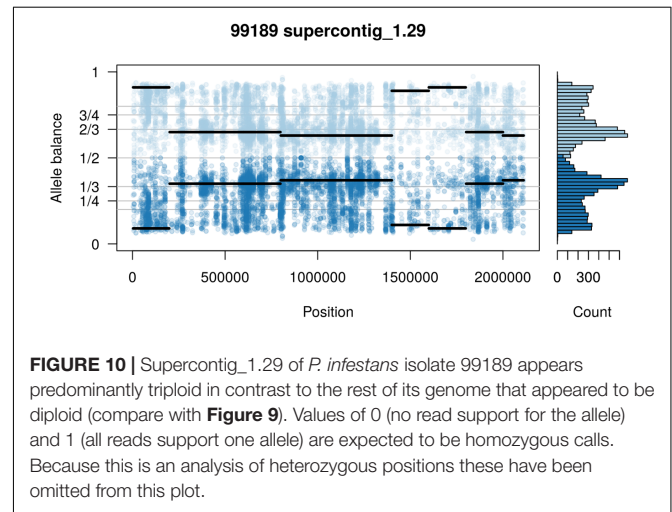 99189 supercontig_1.29
Allele balance
1
3/4
2/3
1/2
1/3
1/4
0
0 500000 1000000 1500000 2000000
Position
0 300
Count
FIGURE 10 | Supercontig_1.29 of P. infestans isolate 99189 appears
predominantly triploid in contrast to the rest of its genome that appeared to be
diploid (compare with Figure 9). Values of 0 (no read support for the allele)
and 1 (all reads support one allele) are expected to be homozygous calls.
Because this is an analysis of heterozygous positions these have been
omitted from this plot.